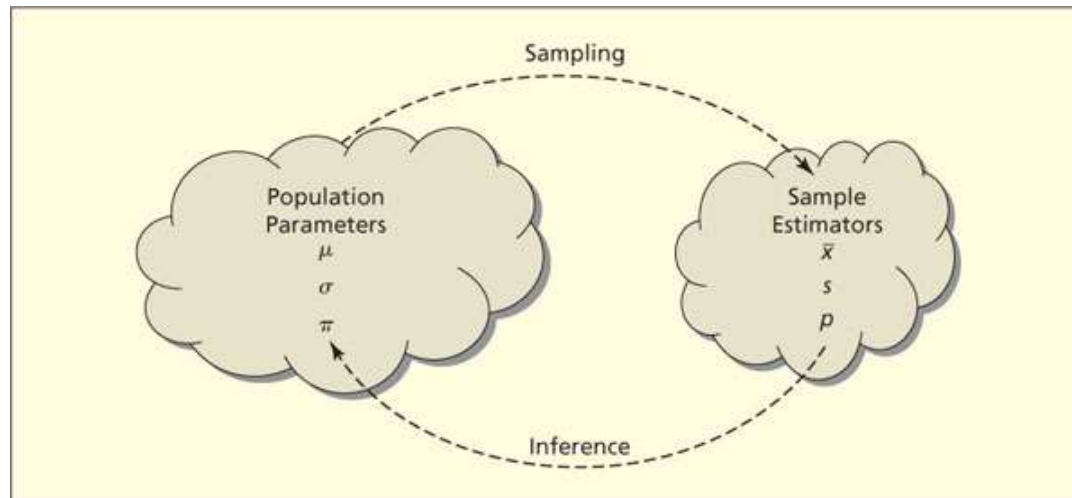 Sampling
Population
Parameters
μ
σ
π
Sample
Estimators
x̄
s
p
Inference